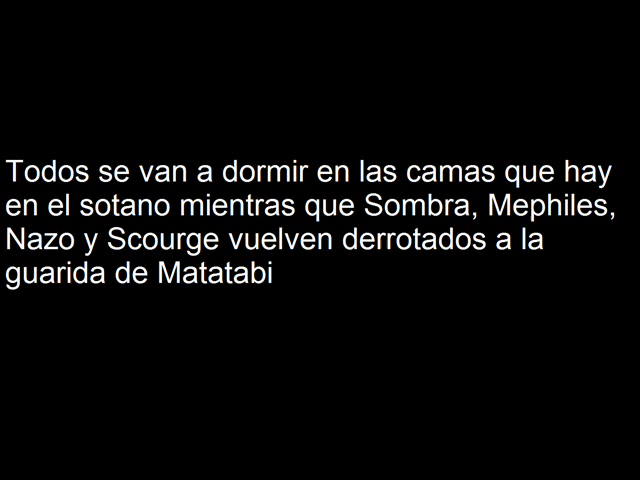 Todos se van a dormir en las camas que hay
en el sotano mientras que Sombra, Mephiles,
Nazo y Scourge vuelven derrotados a la
guarida de Matatabi